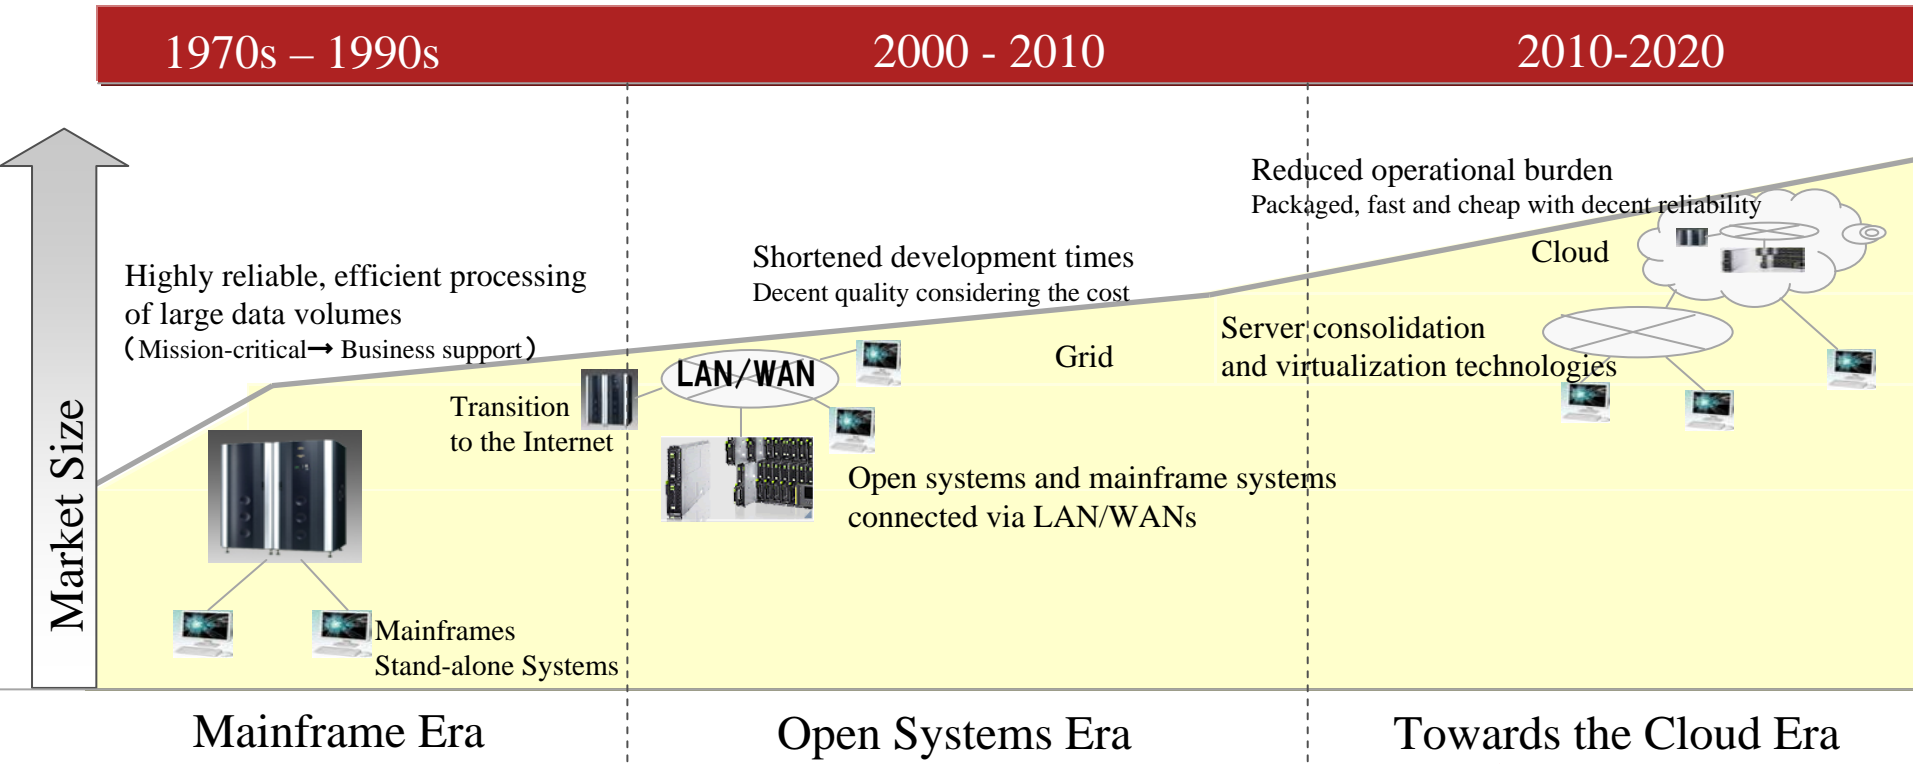 1970s – 1990s
2000 - 2010
2010-2020
Market Size
Highly reliable, efficient processing
of large data volumes
（Mission-critical→ Business support）
Transition
to the Internet
Mainframes
Stand-alone Systems
Shortened development times
Decent quality considering the cost
LAN/WAN
Grid
Open systems and mainframe systems
connected via LAN/WANs
Reduced operational burden
Packaged, fast and cheap with decent reliability
Cloud
Server consolidation
and virtualization technologies
Mainframe Era
Open Systems Era
Towards the Cloud Era